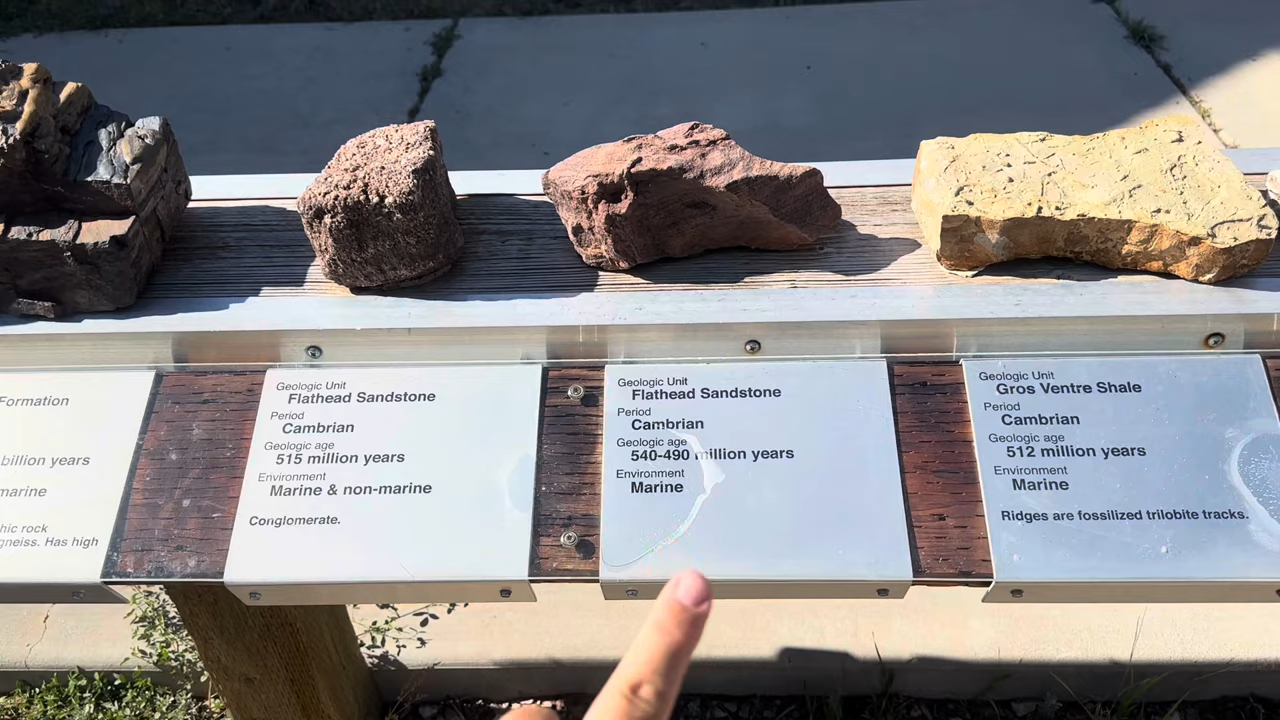 Formation
billion years
marine
hic rock
gneiss. Has high
Geologic Unit
Flathead Sandstone
Period
Cambrian
Geologic age
515 million years
Environment
Marine & non-marine
Conglomerate.
Geologic Unit
Flathead Sandstone
Period
Cambrian
Geologic age
540-490 million years
Environment
Marine
Geologic Unit
Gros Ventre Shale
Period
Cambrian
Geologic age
512 million years
Environment
Marine
Ridges are fossilized trilobite tracks.